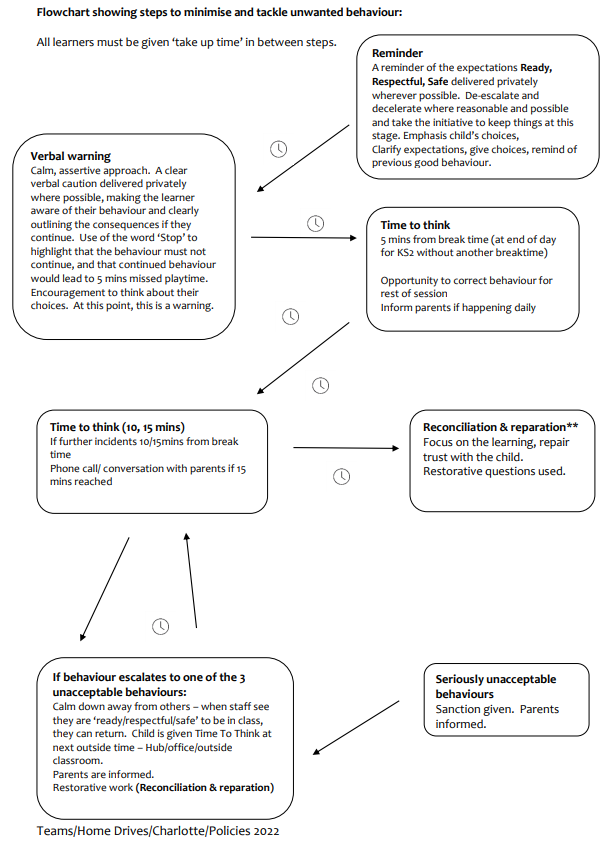 Flowchart showing steps to minimise and tackle unwanted behaviour:
All learners must be given ‘take up time’ in between steps.
Reminder
A reminder of the expectations Ready,
Respectful, Safe delivered privately
wherever possible. De-escalate and
decelerate where reasonable and possible
and take the initiative to keep things at this
stage. Emphasis child’s choices,
Clarify expectations, give choices, remind of
previous good behaviour.
Verbal warning
Calm, assertive approach. A clear
verbal caution delivered privately
where possible, making the learner
aware of their behaviour and clearly
outlining the consequences if they
continue. Use of the word ‘Stop’ to
highlight that the behaviour must not
continue, and that continued behaviour
would lead to 5 mins missed playtime.
Encouragement to think about their
choices. At this point, this is a warning.
Time to think
5 mins from break time (at end of day
for KS2 without another breaktime)
Opportunity to correct behaviour for
rest of session
Inform parents if happening daily
Time to think (10, 15 mins)
If further incidents 10/15mins from break
time
Phone call/ conversation with parents if 15
mins reached
Reconciliation & reparation**
Focus on the learning, repair
trust with the child.
Restorative questions used.
If behaviour escalates to one of the 3
unacceptable behaviours:
Calm down away from others – when staff see
they are ‘ready/respectful/safe’ to be in class,
they can return. Child is given Time To Think at
next outside time – Hub/office/outside
classroom.
Parents are informed.
Restorative work (Reconciliation & reparation)
Seriously unacceptable
behaviours
Sanction given. Parents
informed.
Teams/Home Drives/Charlotte/Policies 2022